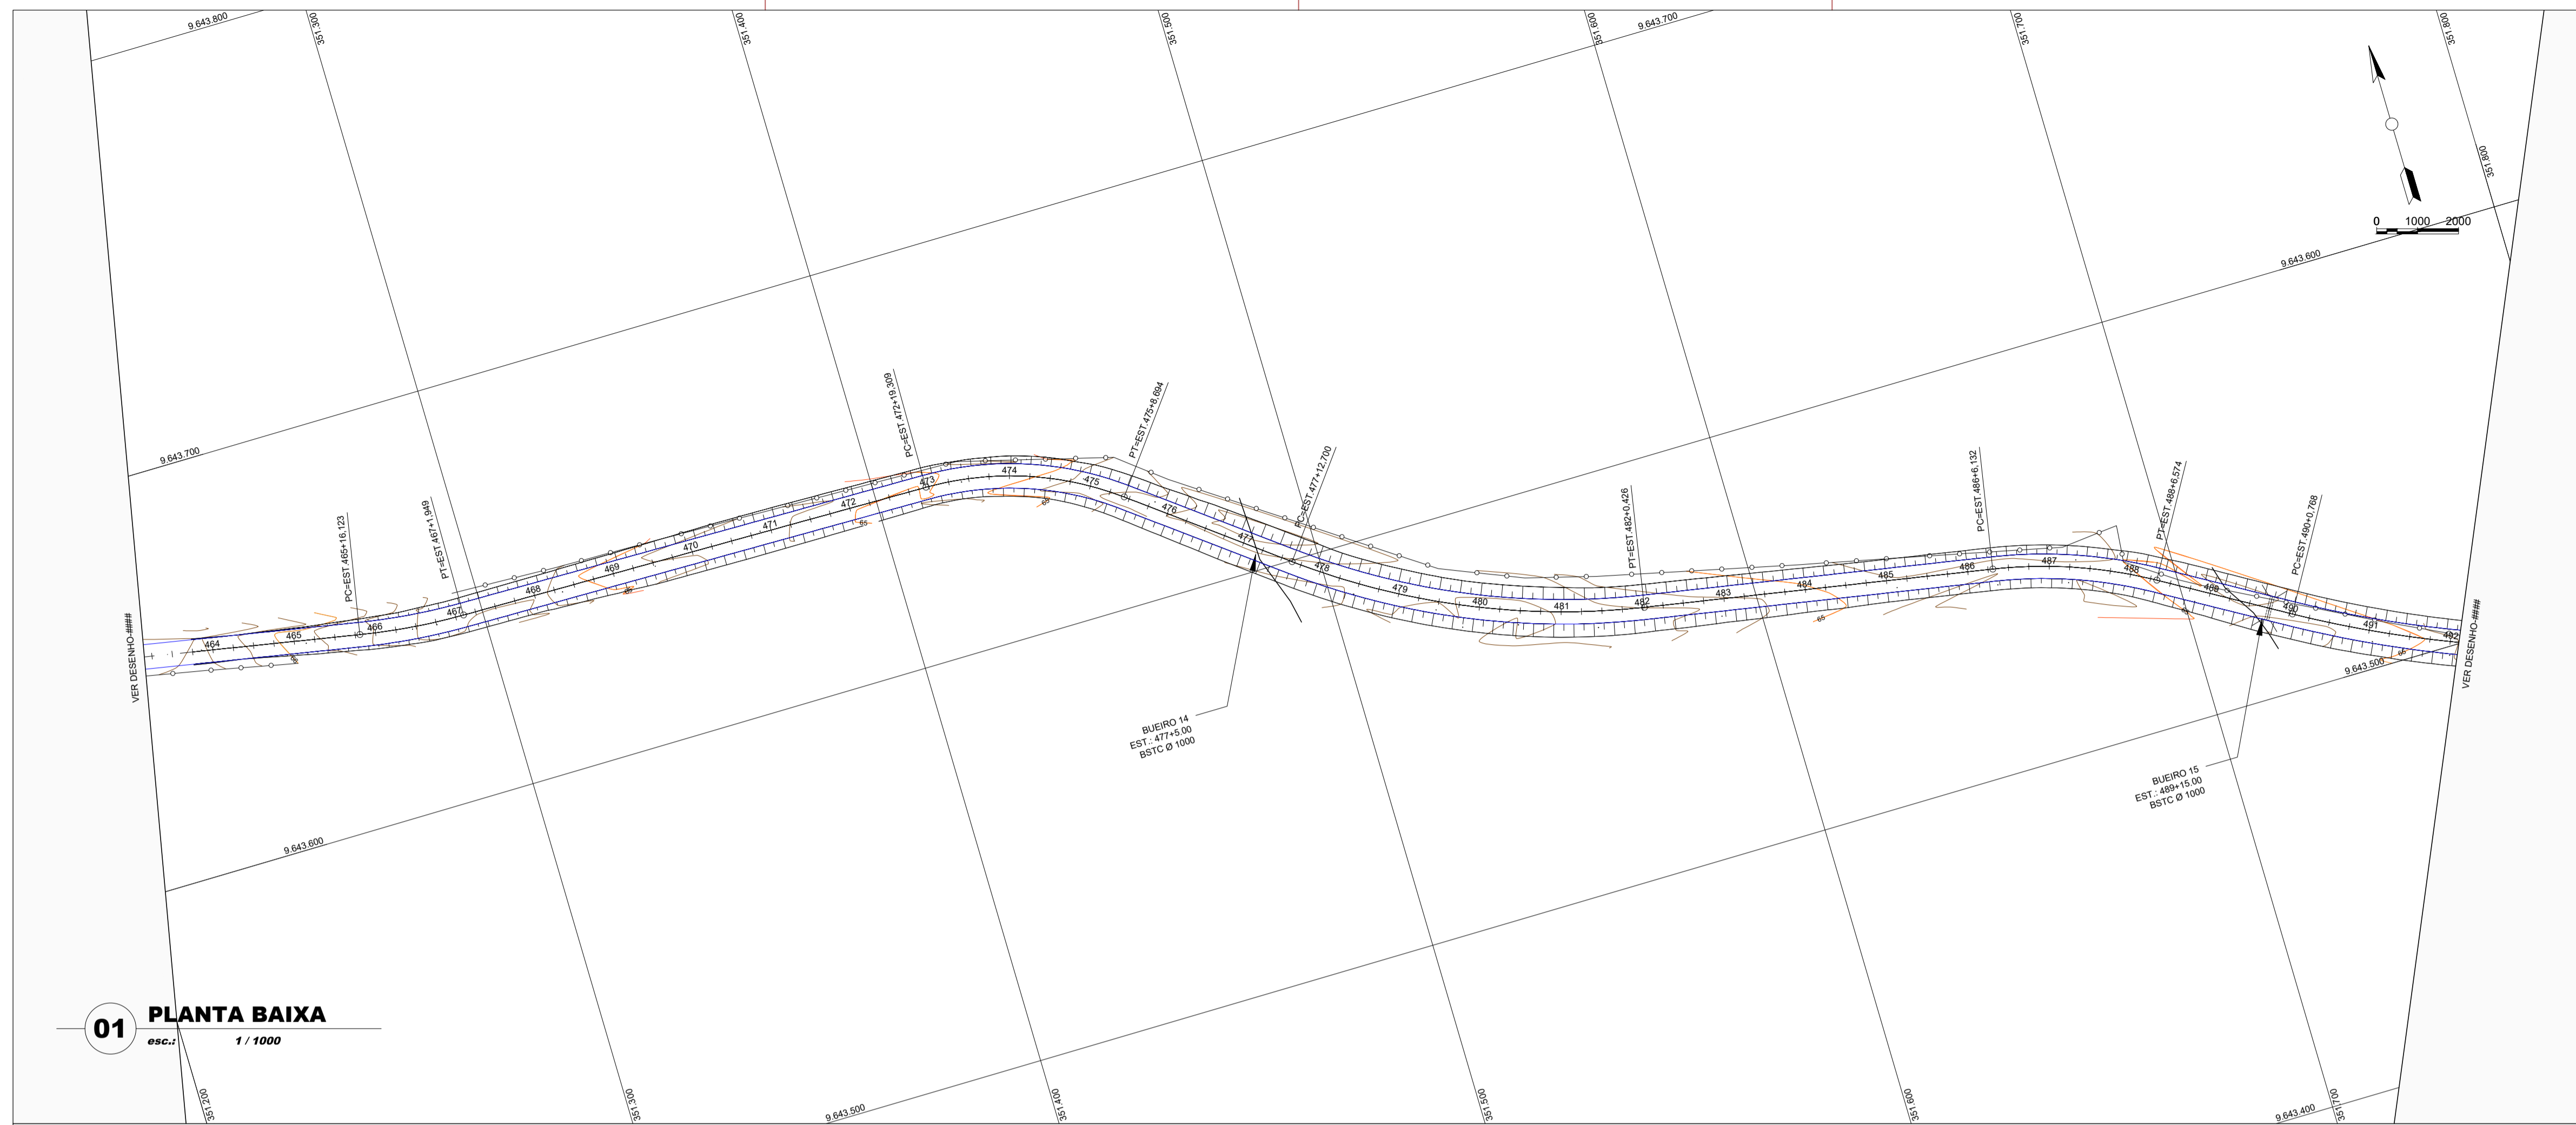 9.643.800
351.300
351.400
351.500
351.600
9.643.700
351.700
351.800
351.800
0 1000 2000
9.643.600
9.643.700
PC=EST.465+16,123
PT=EST.467+1,949
PC=EST.472+19,309
PT=EST.475+8,694
PC=EST.477+12,700
PT=EST.482+0,426
PC=EST.486+6,132
PT=EST.488+6,574
PC=EST.490+0,768
464
465
466
467
468
469
470
471
472
473
474
475
476
477
478
479
480
481
482
483
484
485
486
487
488
489
490
491
492
65
65
VER DESENHO-####
VER DESENHO-####
9.643.500
BUEIRO 14
EST.: 477+5.00
BSTC Ø 1000
BUEIRO 15
EST.: 489+15.00
BSTC Ø 1000
9.643.600
01
PLANTA BAIXA
esc.: 1 / 1000
351.200
351.300
9.643.500
351.400
351.500
351.600
9.643.400
351.700